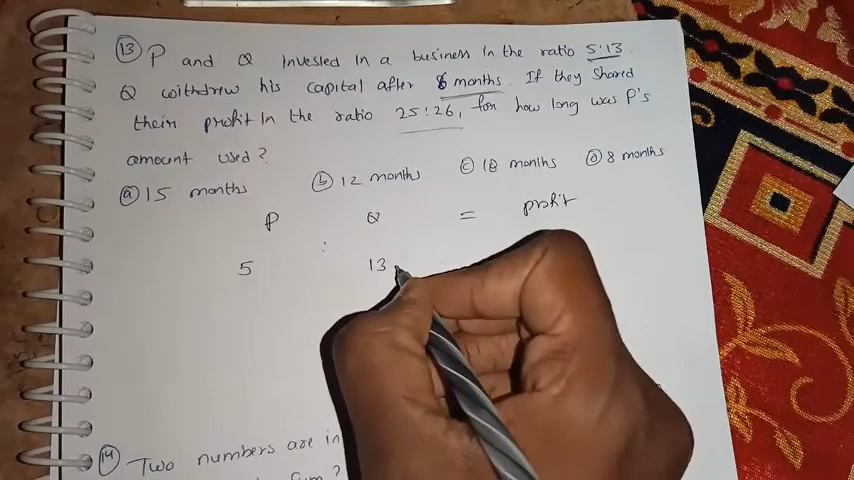 13 P and Q invested in a business in the ratio 5:13
Q withdrew his capital after 6 months. If they shared
their profit in the ratio 25:26, for how long was P's
amount used?
a 15 months b 12 months c 10 months d 8 months
P Q = profit
5 : 13
14 Two numbers are in